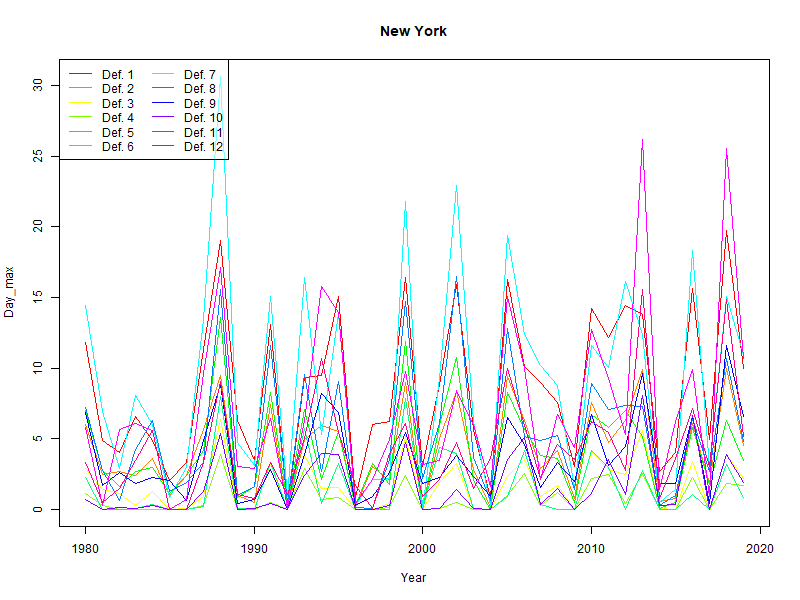 New York
Def. 1 Def. 7
Def. 2 Def. 8
Def. 3 Def. 9
Def. 4 Def. 10
Def. 5 Def. 11
Def. 6 Def. 12
Day_max
30
25
20
15
10
5
0
1980 1990 2000 2010 2020
Year